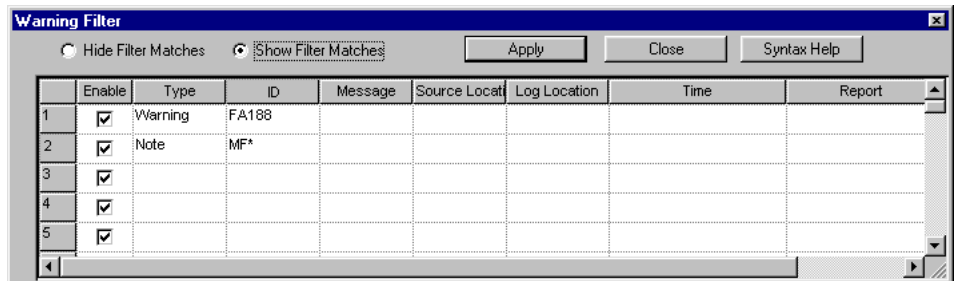 Warning Filter
Hide Filter Matches Show Filter Matches Apply Close Syntax Help
Enable Type ID Message Source Locati Log Location Time Report
1 Warning FA188
2 Note MF*
3
4
5